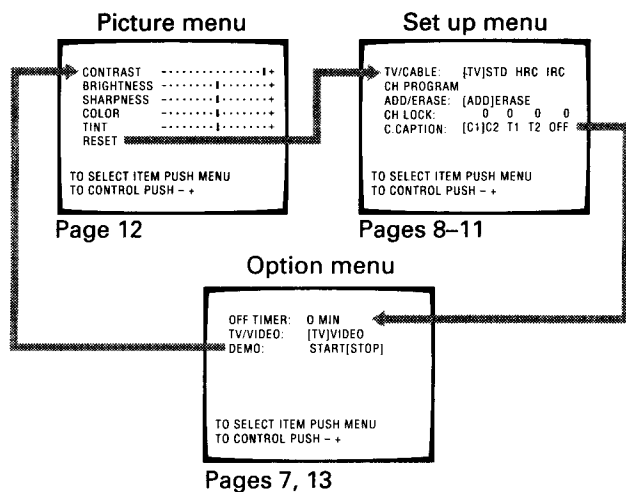 Picture menu
CONTRAST - - - - - - - - - - - - - - +
BRIGHTNESS - - - - - - - - - - - - - - +
SHARPNESS - - - - - - - - - - - - - - +
COLOR - - - - - - - - - - - - - - +
TINT - - - - - - - - - - - - - - +
RESET
TO SELECT ITEM PUSH MENU
TO CONTROL PUSH – +
Page 12
Set up menu
TV/CABLE: [TV]STD HRC IRC
CH PROGRAM
ADD/ERASE: [ADD]ERASE
CH LOCK: 0 0 0 0
C.CAPTION: [C1]C2 T1 T2 OFF
TO SELECT ITEM PUSH MENU
TO CONTROL PUSH – +
Pages 8–11
Option menu
OFF TIMER: 0 MIN
TV/VIDEO: [TV]VIDEO
DEMO: START[STOP]
TO SELECT ITEM PUSH MENU
TO CONTROL PUSH – +
Pages 7, 13